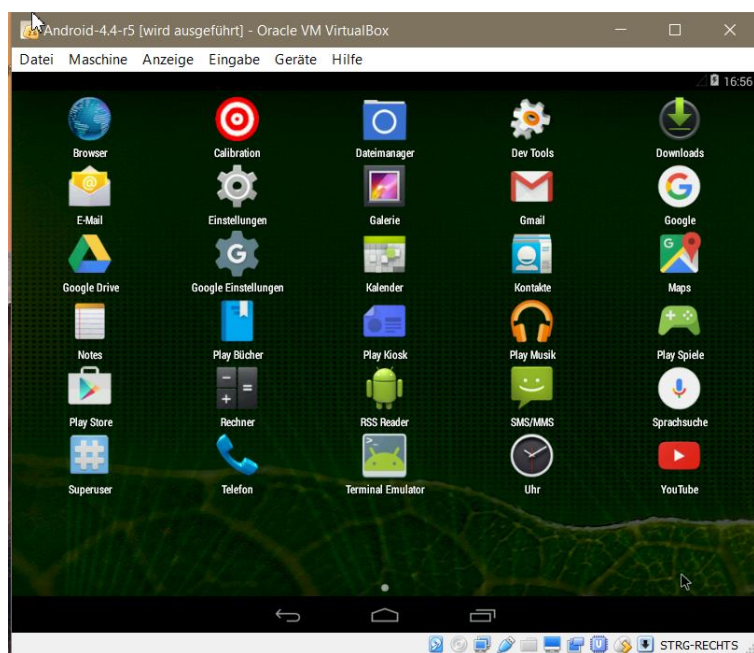 Android-4.4-r5 [wird ausgeführt] - Oracle VM VirtualBox
Datei Maschine Anzeige Eingabe Geräte Hilfe
16:56
Browser Calibration Dateimanager Dev Tools Downloads
@
E-Mail Einstellungen Galerie Gmail Google
Google Drive Google Einstellungen Kalender Kontakte Maps
Notes Play Bücher Play Kiosk Play Musik Play Spiele
Play Store Rechner RSS Reader SMS/MMS Sprachsuche
Superuser Telefon Terminal Emulator Uhr YouTube
STRG-RECHTS